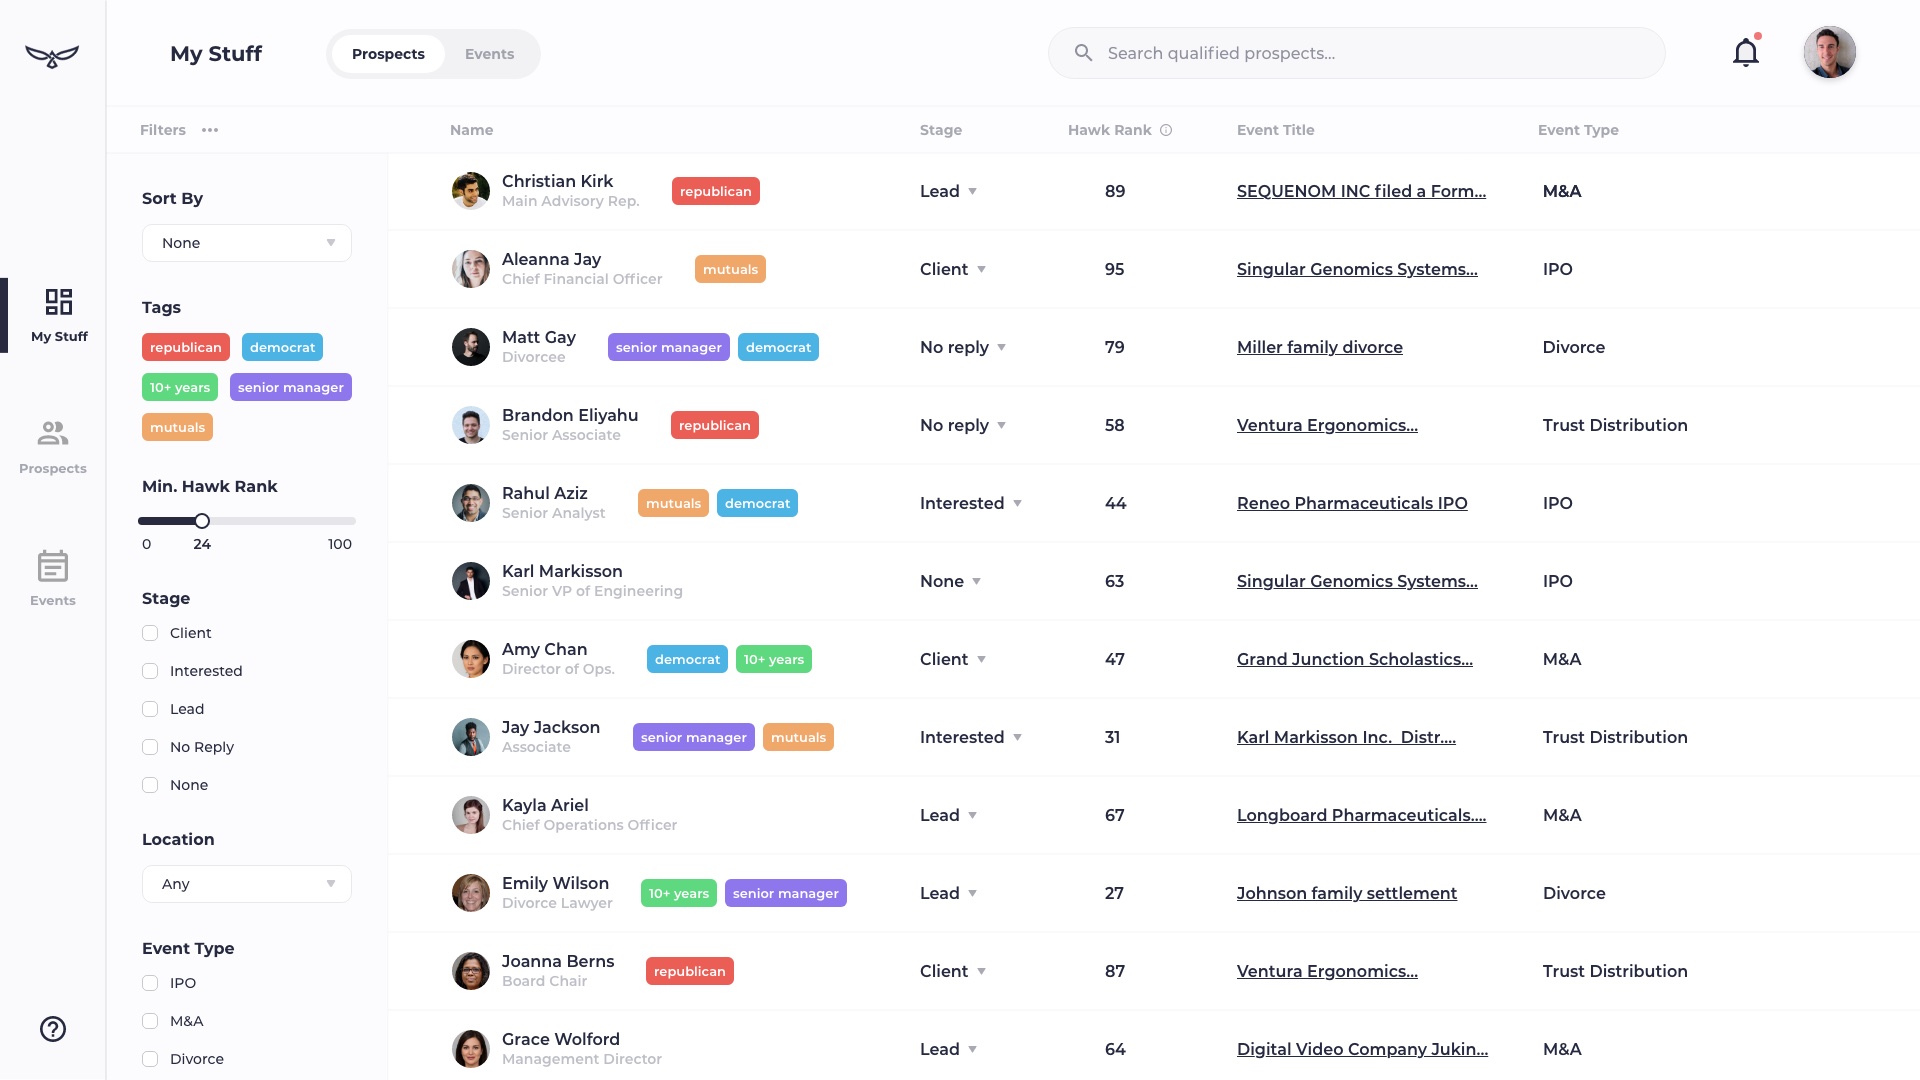 My Stuff
Prospects
Events
Search qualified prospects...
Filters ...
Name
Stage
Hawk Rank
Event Title
Event Type
My Stuff
Prospects
Events
Sort By
None
Tags
republican democrat
10+ years senior manager
mutuals
Min. Hawk Rank
0 24 100
Stage
Client
Interested
Lead
No Reply
None
Location
Any
Event Type
IPO
M&A
Divorce
Christian Kirk
Main Advisory Rep.
republican
Lead
89
SEQUENOM INC filed a Form...
M&A
Aleanna Jay
Chief Financial Officer
mutuals
Client
95
Singular Genomics Systems...
IPO
Matt Gay
Divorcee
senior manager democrat
No reply
79
Miller family divorce
Divorce
Brandon Eliyahu
Senior Associate
republican
No reply
58
Ventura Ergonomics...
Trust Distribution
Rahul Aziz
Senior Analyst
mutuals democrat
Interested
44
Reneo Pharmaceuticals IPO
IPO
Karl Markisson
Senior VP of Engineering
None
63
Singular Genomics Systems...
IPO
Amy Chan
Director of Ops.
democrat 10+ years
Client
47
Grand Junction Scholastics...
M&A
Jay Jackson
Associate
senior manager mutuals
Interested
31
Karl Markisson Inc. Distr....
Trust Distribution
Kayla Ariel
Chief Operations Officer
Lead
67
Longboard Pharmaceuticals....
M&A
Emily Wilson
Divorce Lawyer
10+ years senior manager
Lead
27
Johnson family settlement
Divorce
Joanna Berns
Board Chair
republican
Client
87
Ventura Ergonomics...
Trust Distribution
Grace Wolford
Management Director
Lead
64
Digital Video Company Jukin...
M&A